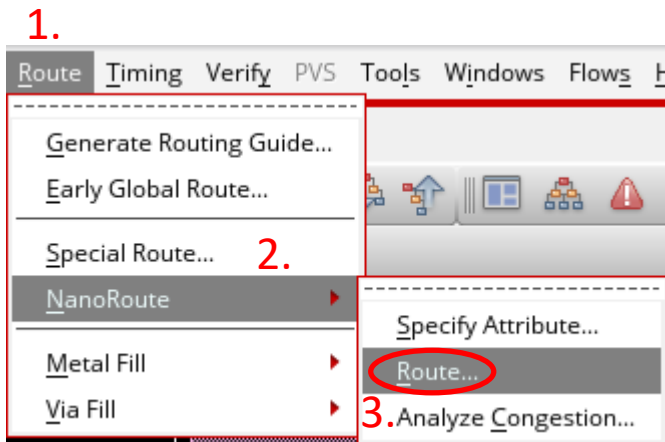 1.
Route Timing Verify PVS Tools Windows Flows
Generate Routing Guide...
Early Global Route...
Special Route...
2.
NanoRoute
Specify Attribute...
Metal Fill
Route...
Via Fill
3.
Analyze Congestion...